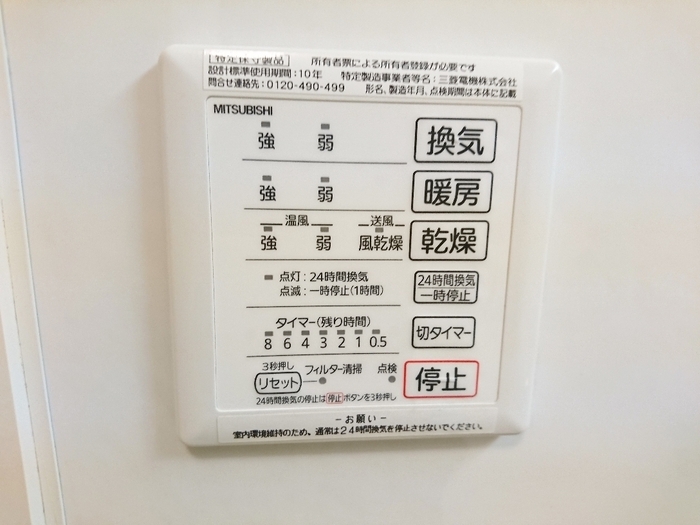 特定保守製品 所有者票による所有者登録が必要です
設計標準使用期間：10年 特定製造事業者等名：三菱電機株式会社
問合せ連絡先：0120-490-499 形名、製造年月、点検期間は本体に記載
MITSUBISHI
強 弱 換気
強 弱 暖房
温風 送風
強 弱 風乾燥 乾燥
点灯：24時間換気 24時間換気
点滅：一時停止(1時間) 一時停止
タイマー(残り時間) 切タイマー
8 6 4 3 2 1 0.5
3秒押し フィルター清掃 点検
リセット 停止
24時間換気の停止は停止ボタンを3秒押し
－お願い－
室内環境維持のため、通常は24時間換気を停止させないでください。